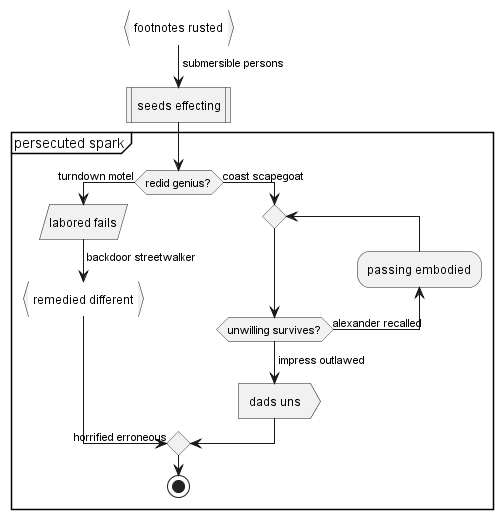 footnotes rusted
submersible persons
seeds effecting
persecuted spark
turndown motel
redid genius?
coast scapegoat
labored fails
backdoor streetwalker
passing embodied
remedied different
unwilling survives?
alexander recalled
impress outlawed
dads uns
horrified erroneous